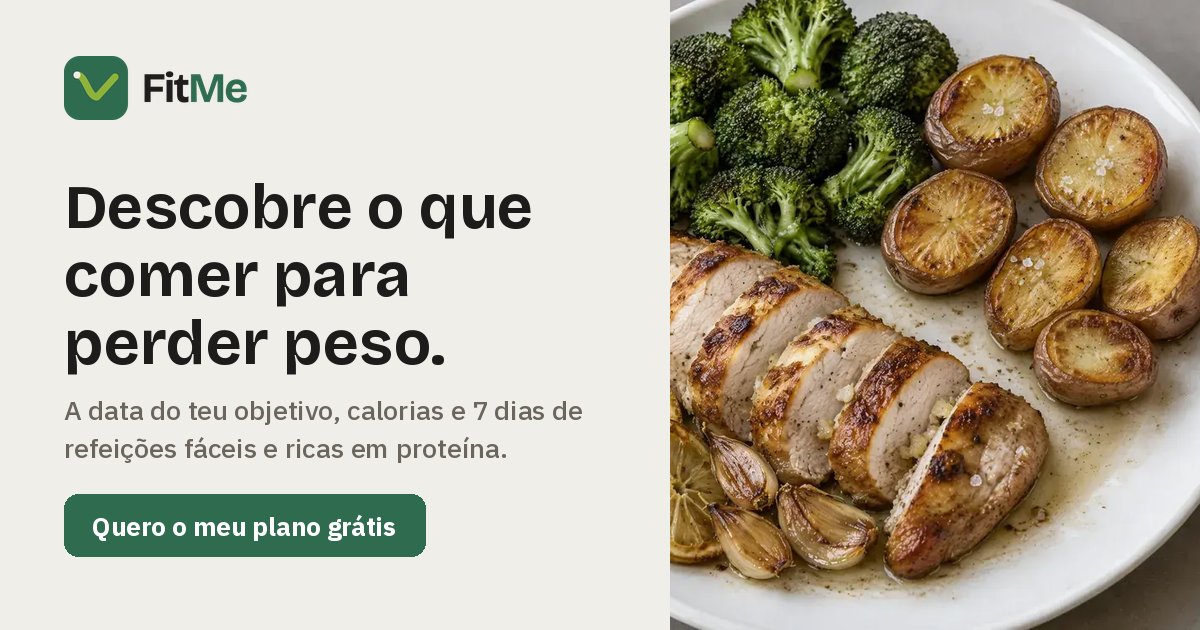 FitMe
Descobre o que
comer para
perder peso.
A data do teu objetivo, calorias e 7 dias de
refeições fáceis e ricas em proteína.
Quero o meu plano grátis